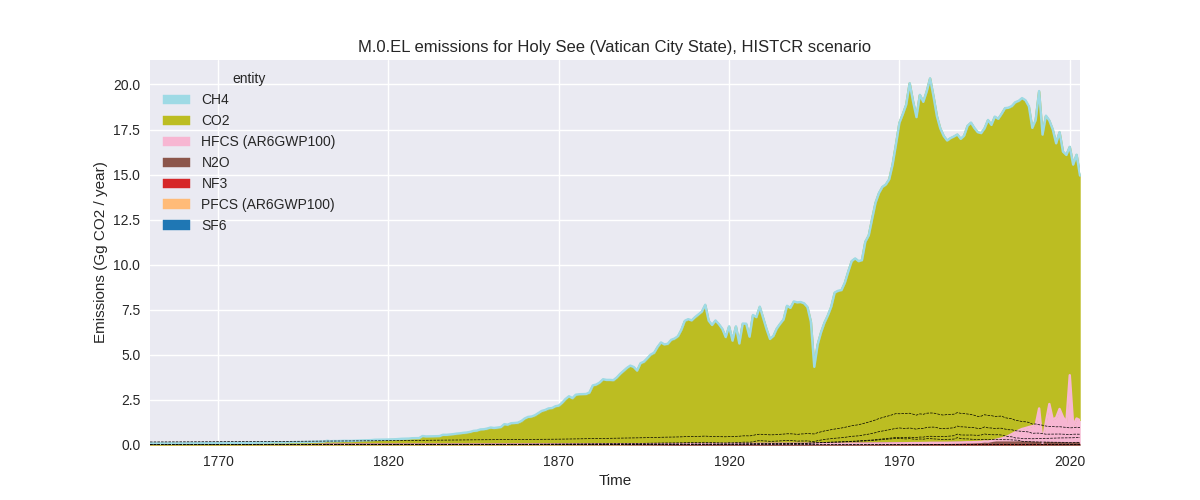 M.0.EL emissions for Holy See (Vatican City State), HISTCR scenario
Emissions (Gg CO2 / year)
20.0
17.5
15.0
12.5
10.0
7.5
5.0
2.5
0.0
entity
CH4
CO2
HFCS (AR6GWP100)
N2O
NF3
PFCS (AR6GWP100)
SF6
1770 1820 1870 1920 1970 2020
Time